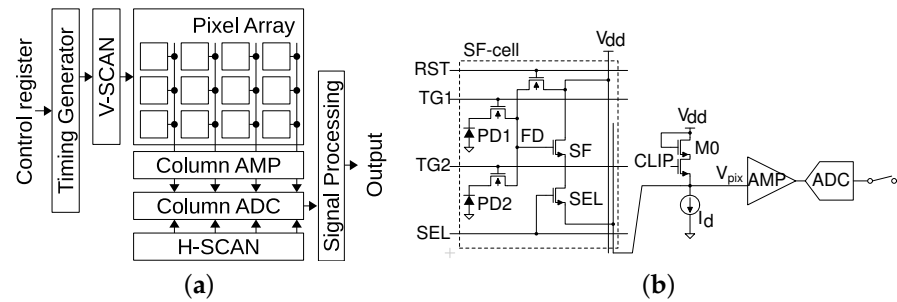 Control register
Timing Generator
V-SCAN
Pixel Array
Column AMP
Column ADC
H-SCAN
Signal Processing
Output
(a)
SF-cell
Vdd
RST
TG1
PD1
FD
SF
TG2
PD2
SEL
SEL
Vdd
M0
CLIP
Vpix
AMP
ADC
Id
(b)